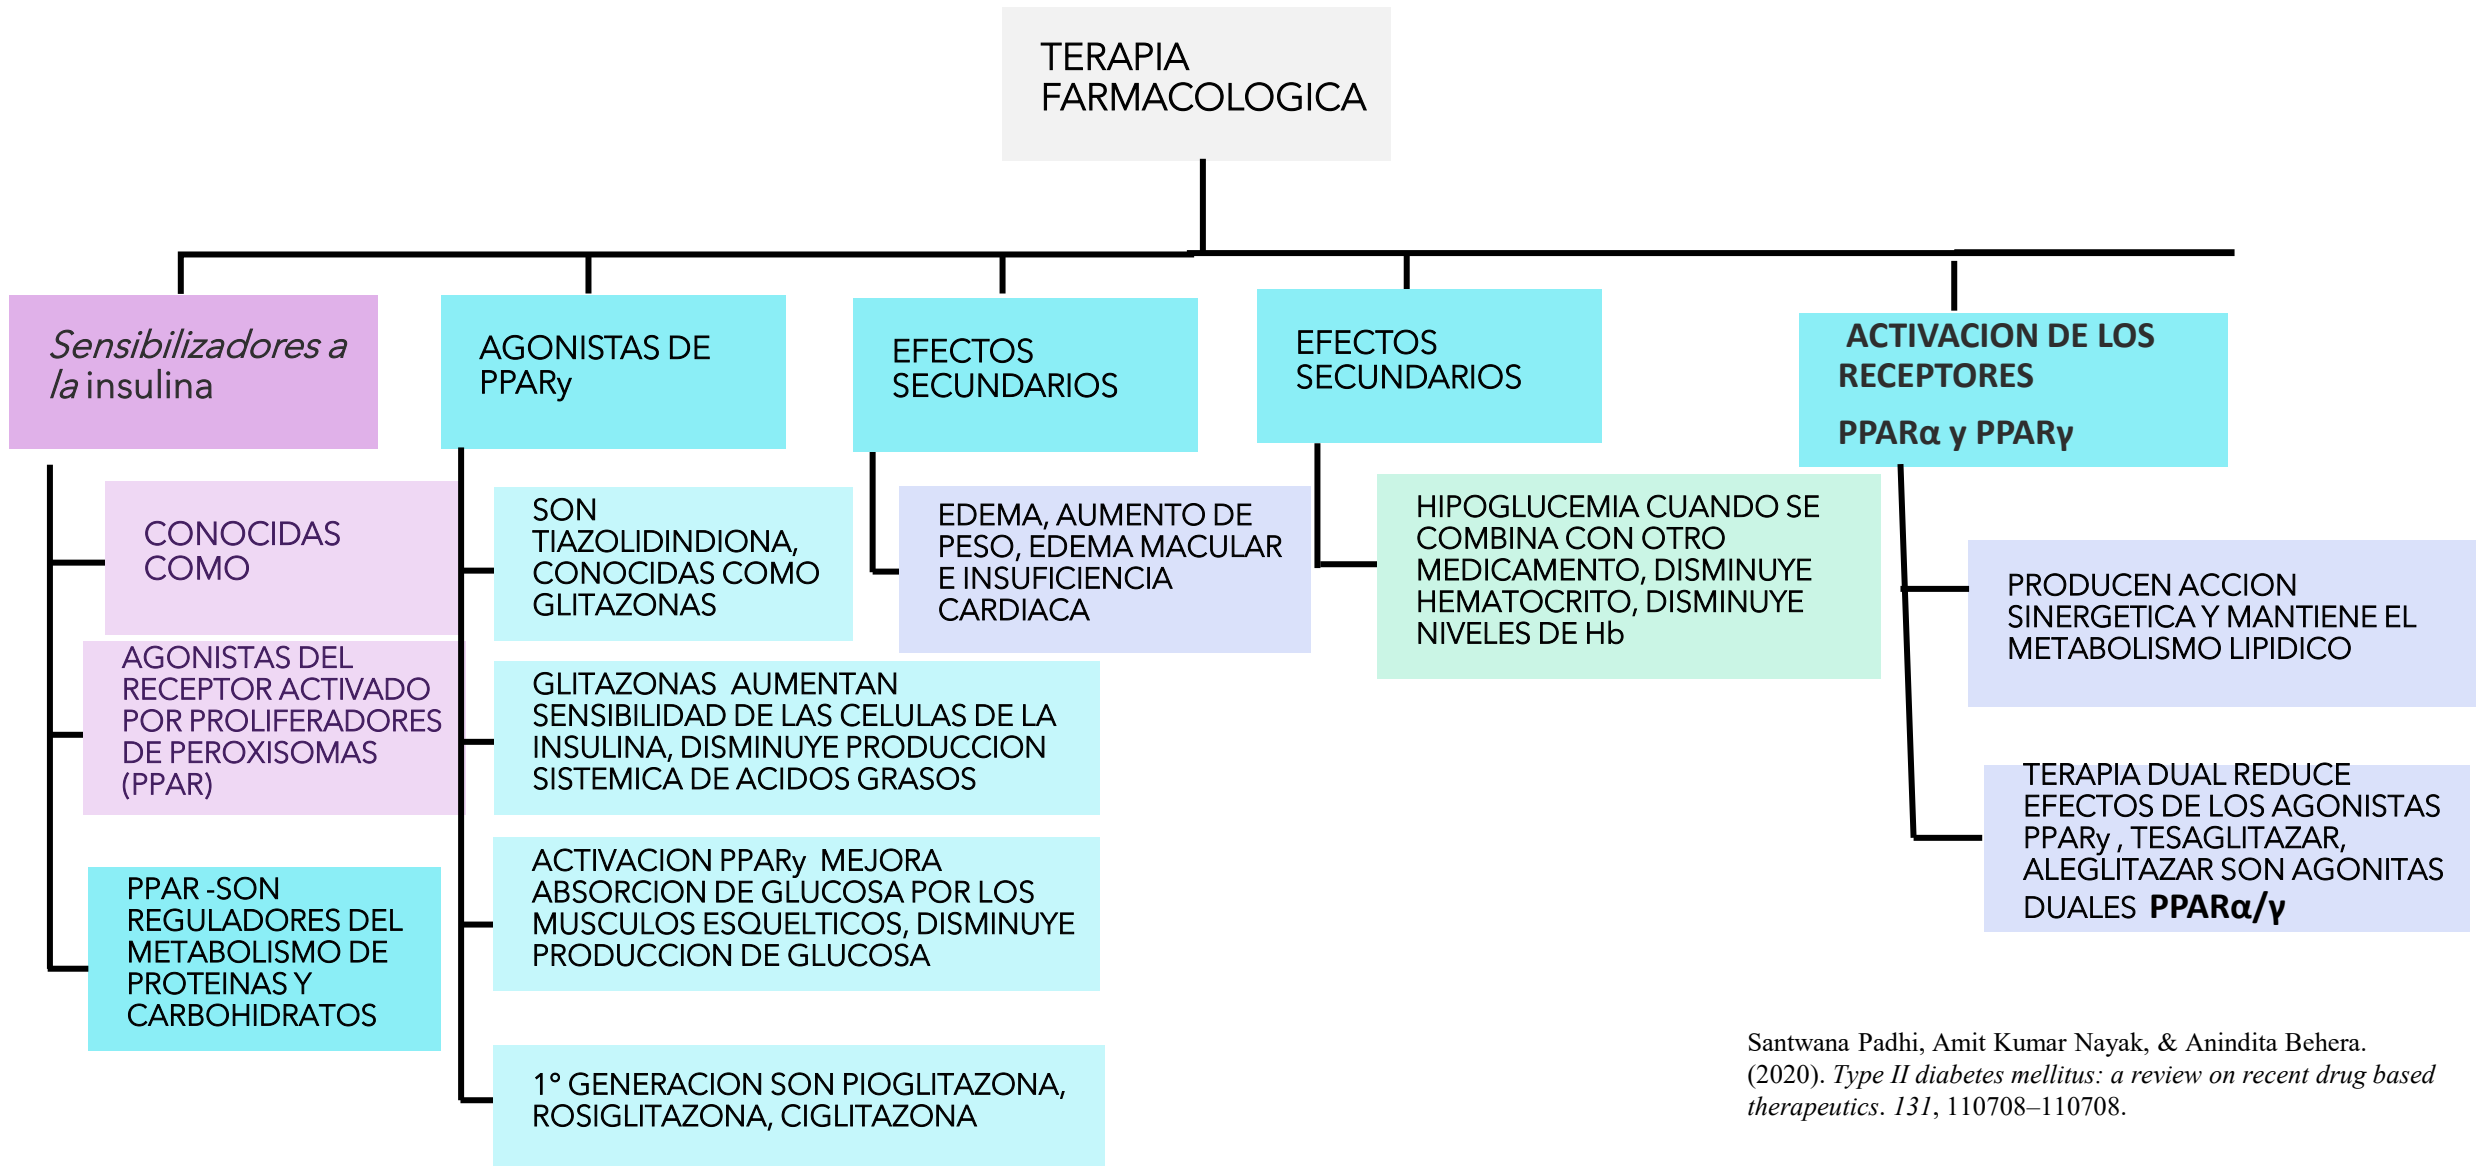 TERAPIA
FARMACOLOGICA
Sensibilizadores a
la insulina
CONOCIDAS
COMO
AGONISTAS DEL
RECEPTOR ACTIVADO
POR PROLIFERADORES
DE PEROXISOMAS
(PPAR)
PPAR -SON
REGULADORES DEL
METABOLISMO DE
PROTEINAS Y
CARBOHIDRATOS
AGONISTAS DE
PPARy
SON
TIAZOLIDINDIONA,
CONOCIDAS COMO
GLITAZONAS
GLITAZONAS  AUMENTAN
SENSIBILIDAD DE LAS CELULAS DE LA
INSULINA, DISMINUYE PRODUCCION
SISTEMICA DE ACIDOS GRASOS
ACTIVACION PPARy  MEJORA
ABSORCION DE GLUCOSA POR LOS
MUSCULOS ESQUELTICOS, DISMINUYE
PRODUCCION DE GLUCOSA
1° GENERACION SON PIOGLITAZONA,
ROSIGLITAZONA, CIGLITAZONA
EFECTOS
SECUNDARIOS
EDEMA, AUMENTO DE
PESO, EDEMA MACULAR
E INSUFICIENCIA
CARDIACA
EFECTOS
SECUNDARIOS
HIPOGLUCEMIA CUANDO SE
COMBINA CON OTRO
MEDICAMENTO, DISMINUYE
HEMATOCRITO, DISMINUYE
NIVELES DE Hb
ACTIVACION DE LOS
RECEPTORES
PPARα y PPARγ
PRODUCEN ACCION
SINERGETICA Y MANTIENE EL
METABOLISMO LIPIDICO
TERAPIA DUAL REDUCE
EFECTOS DE LOS AGONISTAS
PPARy , TESAGLITAZAR,
ALEGLITAZAR SON AGONITAS
DUALES  PPARα/γ
Santwana Padhi, Amit Kumar Nayak, & Anindita Behera.
(2020). Type II diabetes mellitus: a review on recent drug based
therapeutics. 131, 110708–110708.